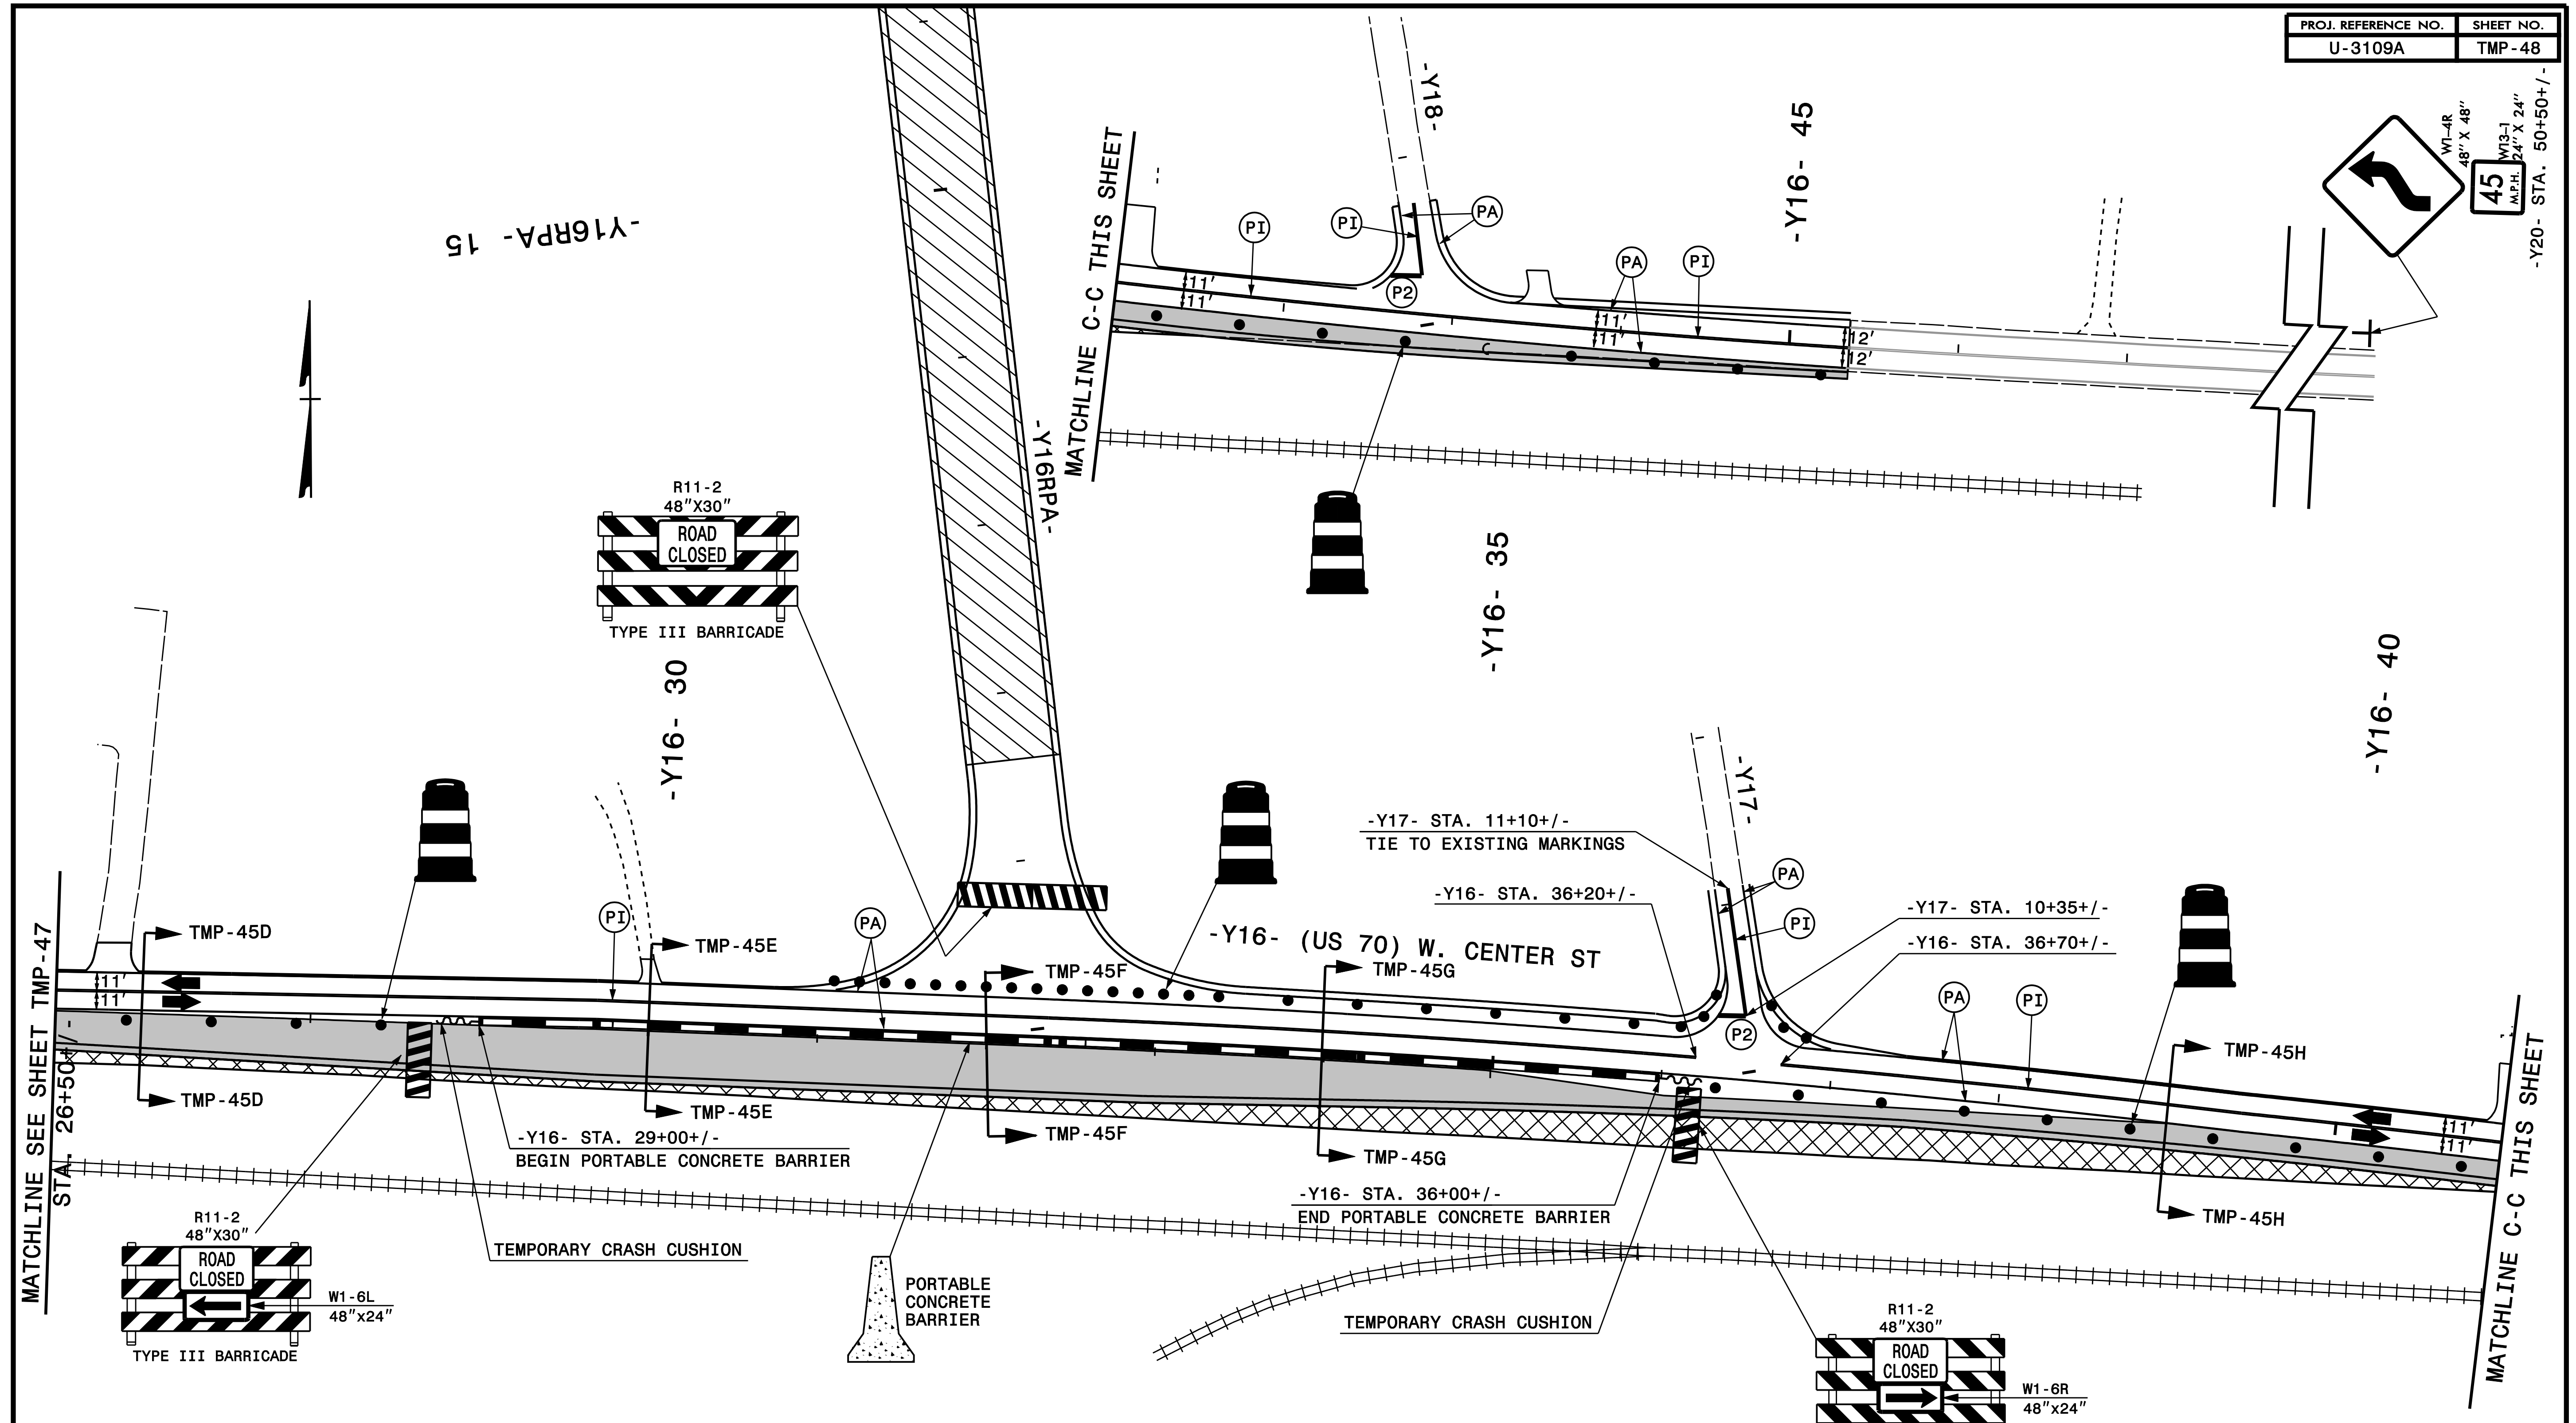 PROJ. REFERENCE NO. SHEET NO.
U-3109A TMP-48
W1-4R
48" X 48"
45
M.P.H.
W13-1
24" X 24"
-Y20- STA. 50+50+/-
-Y18-
-Y16- 45
MATCHLINE C-C THIS SHEET
PI
PI
PA
PA
PI
P2
11'
11'
11'
11'
12'
12'
-Y16RPA- 15
-Y16RPA-
R11-2
48"X30"
ROAD
CLOSED
TYPE III BARRICADE
-Y16- 30
-Y16- 35
-Y16- 40
-Y17-
-Y17- STA. 11+10+/-
TIE TO EXISTING MARKINGS
-Y16- STA. 36+20+/-
-Y17- STA. 10+35+/-
-Y16- STA. 36+70+/-
PA
PI
P2
PA
PI
PI
PA
-Y16- (US 70) W. CENTER ST
TMP-45D
TMP-45E
TMP-45F
TMP-45G
TMP-45H
11'
11'
11'
11'
TMP-45D
TMP-45E
TMP-45F
TMP-45G
TMP-45H
MATCHLINE SEE SHEET TMP-47
STA. 26+50+
-Y16- STA. 29+00+/-
BEGIN PORTABLE CONCRETE BARRIER
-Y16- STA. 36+00+/-
END PORTABLE CONCRETE BARRIER
TEMPORARY CRASH CUSHION
PORTABLE
CONCRETE
BARRIER
TEMPORARY CRASH CUSHION
R11-2
48"X30"
ROAD
CLOSED
W1-6L
48"x24"
TYPE III BARRICADE
R11-2
48"X30"
ROAD
CLOSED
W1-6R
48"x24"
MATCHLINE C-C THIS SHEET